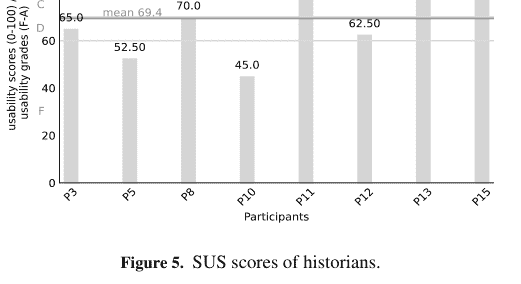 C
70.0
65.0
mean 69.4
D
62.50
60
52.50
45.0
40
F
20
0
usability scores (0-100) /
usability grades (F-A)
P3
P5
P8
P10
P11
P12
P13
P15
Participants
Figure 5. SUS scores of historians.